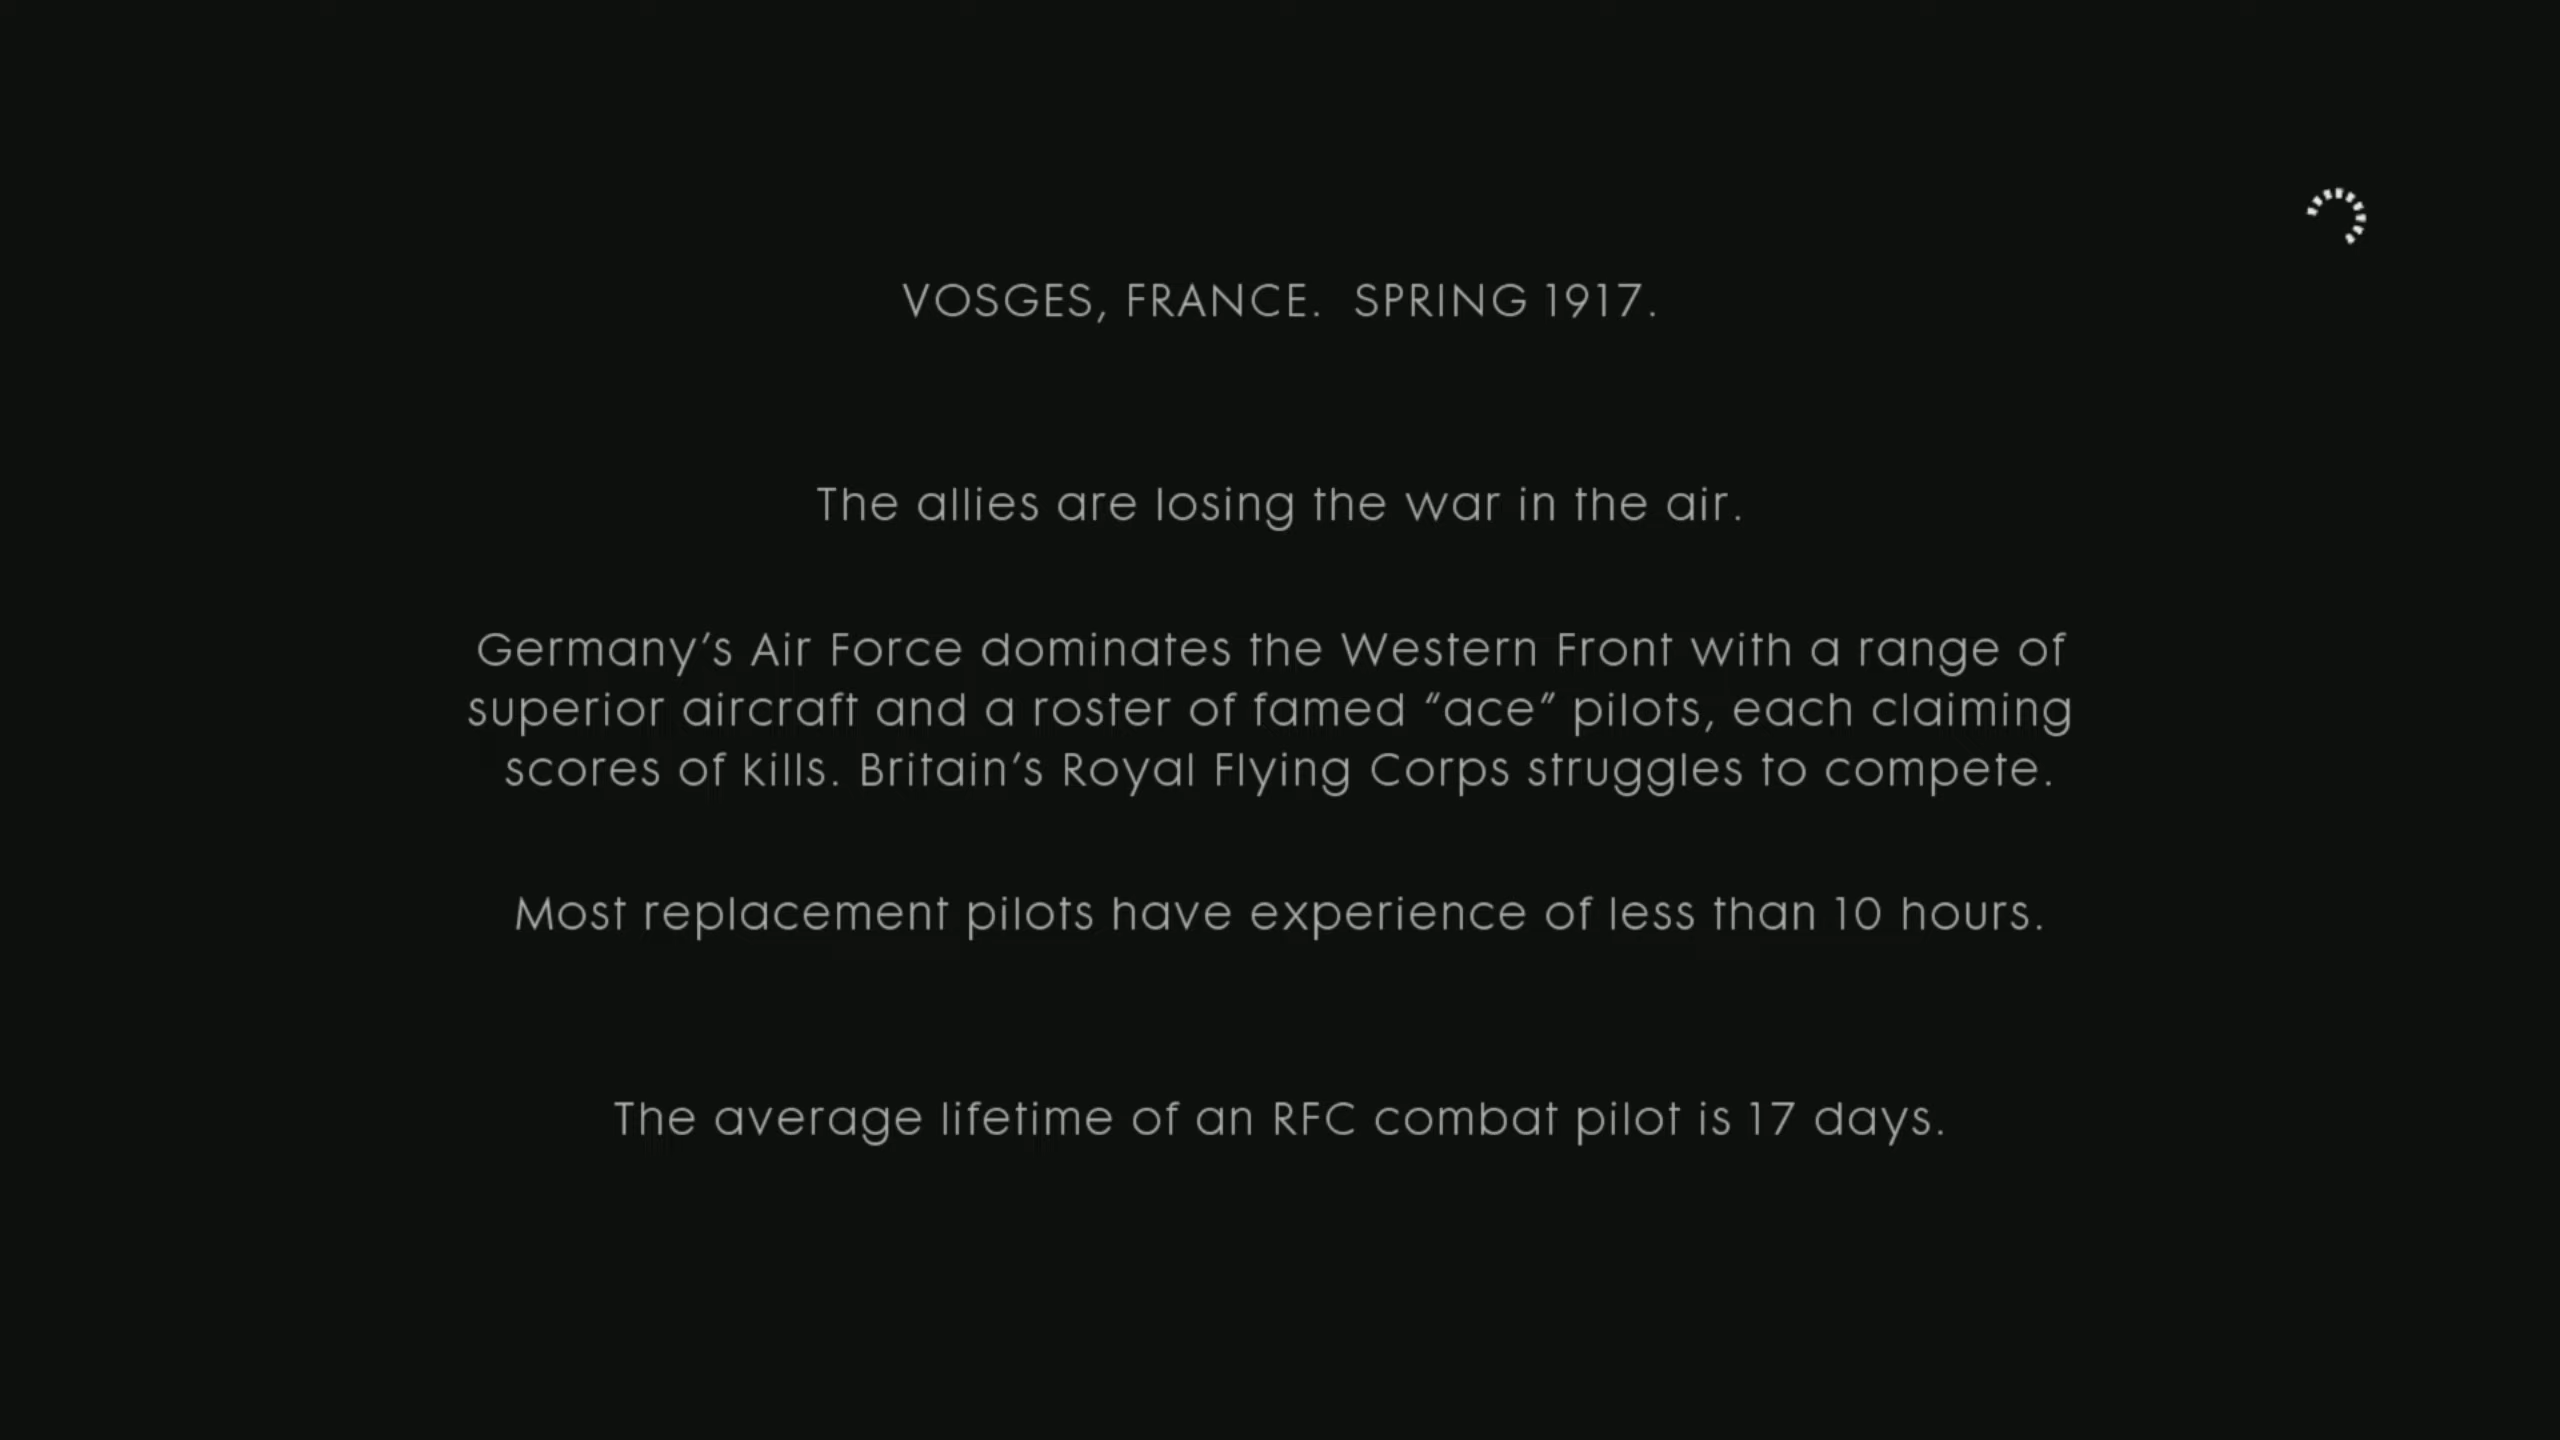 VOSGES, FRANCE.  SPRING 1917.
The allies are losing the war in the air.
Germany’s Air Force dominates the Western Front with a range of
superior aircraft and a roster of famed “ace” pilots, each claiming
scores of kills. Britain’s Royal Flying Corps struggles to compete.
Most replacement pilots have experience of less than 10 hours.
The average lifetime of an RFC combat pilot is 17 days.